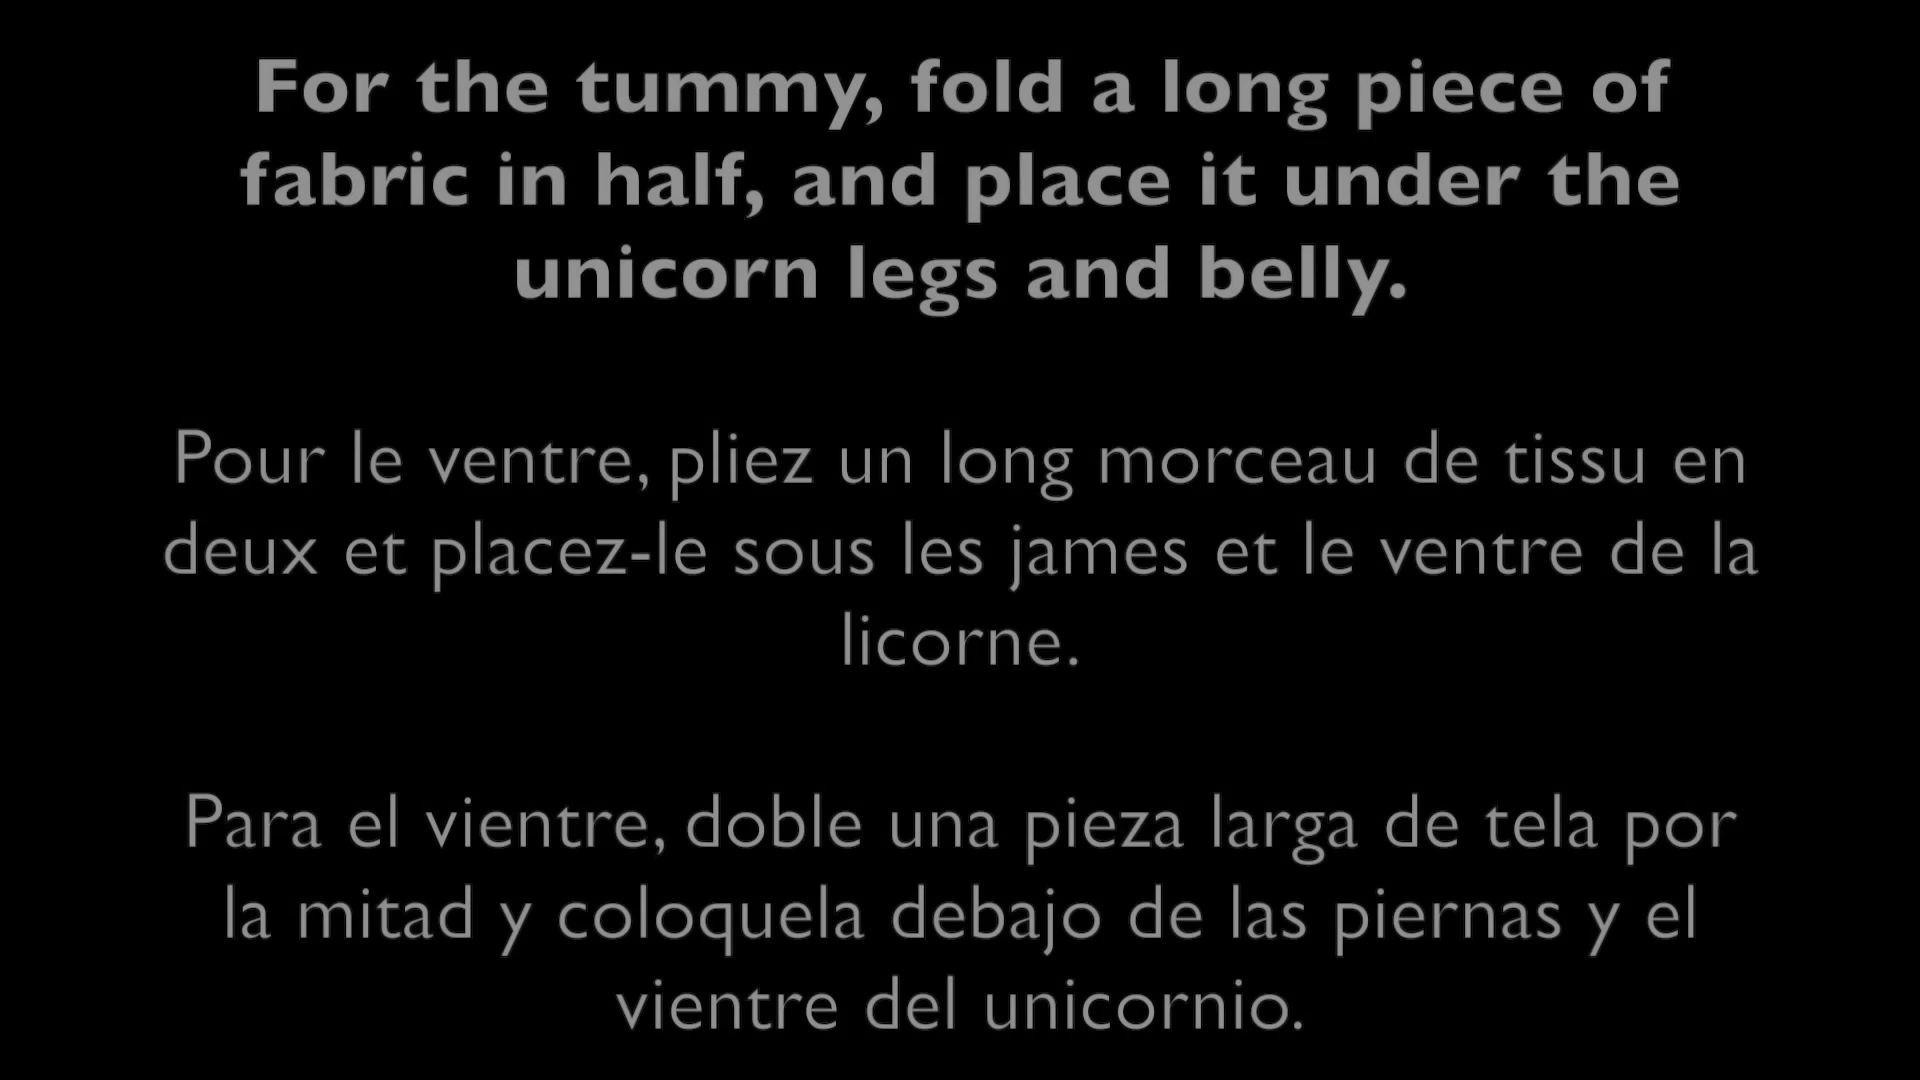 For the tummy, fold a long piece of
fabric in half, and place it under the
unicorn legs and belly.
Pour le ventre, pliez un long morceau de tissu en
deux et placez-le sous les james et le ventre de la
licorne.
Para el vientre, doble una pieza larga de tela por
la mitad y coloquela debajo de las piernas y el
vientre del unicornio.